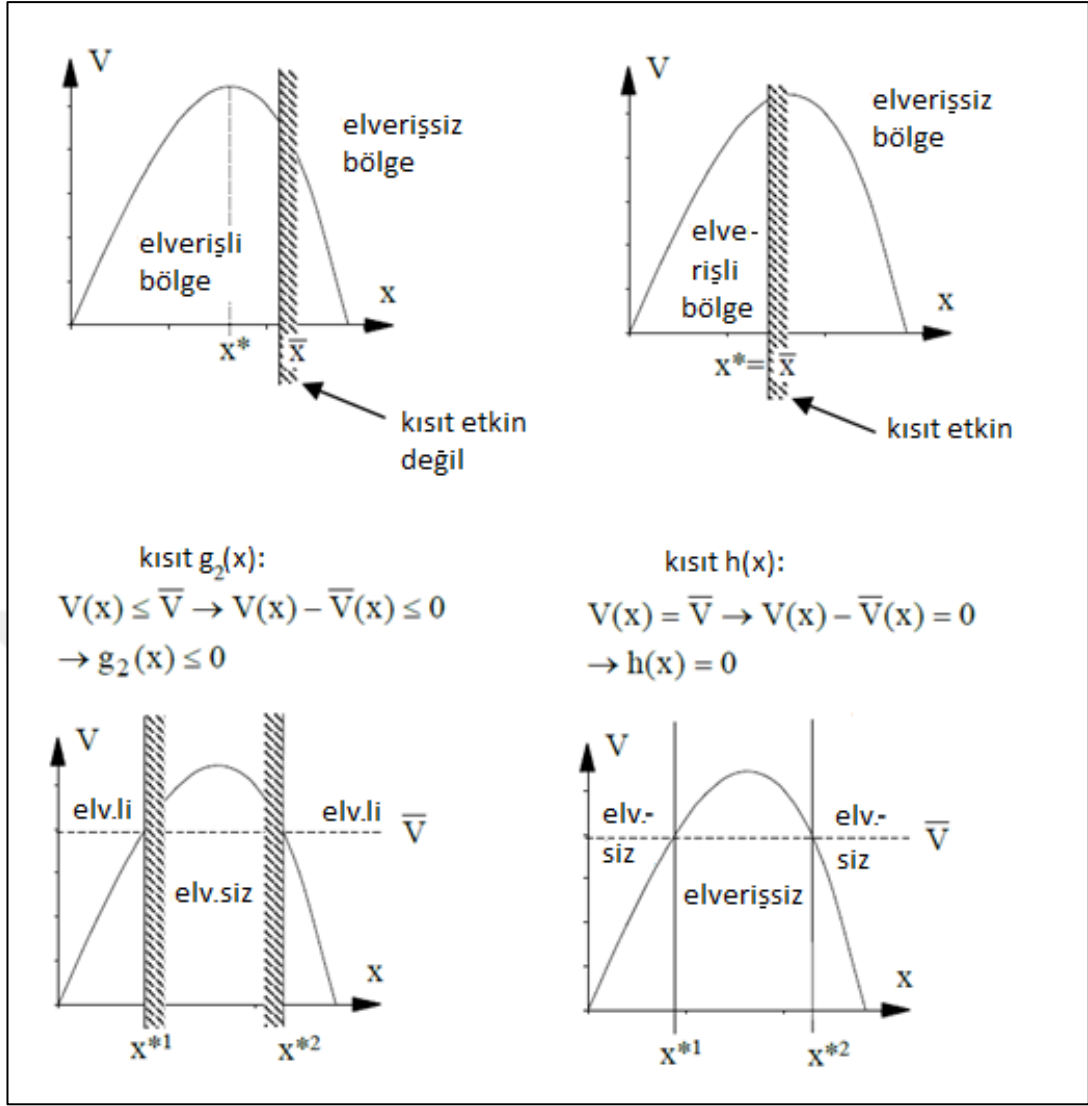 V
elverişsiz
bölge
elverişli
bölge
x
x*
x̅
kısıt etkin
değil
V
elverişsiz
bölge
elve-
rişli
bölge
x
x*= x̅
kısıt etkin
kısıt g₂(x):
V(x) ≤ V̅ → V(x) − V̅(x) ≤ 0
→ g₂(x) ≤ 0
kısıt h(x):
V(x) = V̅ → V(x) − V̅(x) = 0
→ h(x) = 0
V
elv.li
elv.li
V̅
elv.siz
x
x*¹
x*²
V
elv.-
siz
elv.-
siz
V̅
elverişsiz
x
x*¹
x*²